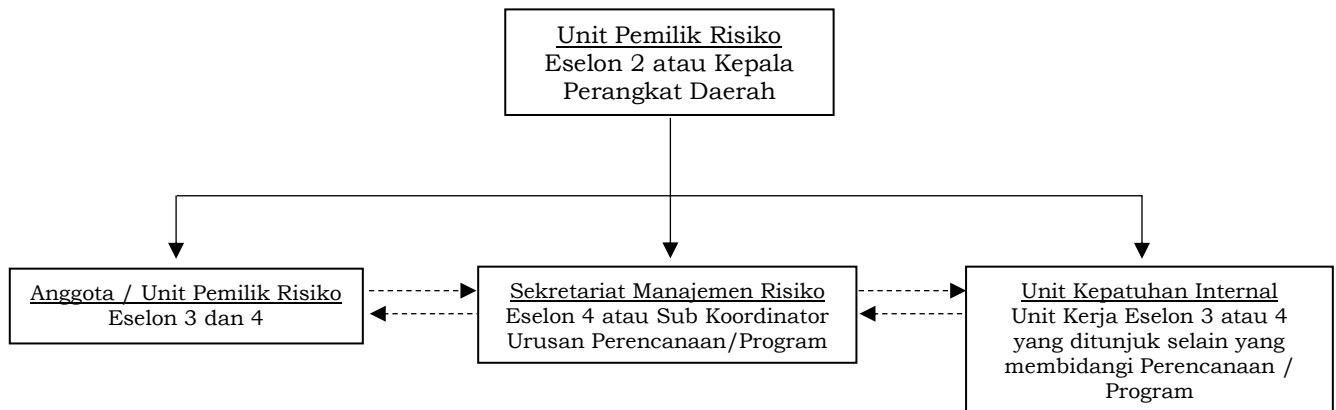 Unit Pemilik Risiko
Eselon 2 atau Kepala
Perangkat Daerah
Anggota / Unit Pemilik Risiko
Eselon 3 dan 4
Sekretariat Manajemen Risiko
Eselon 4 atau Sub Koordinator
Urusan Perencanaan/Program
Unit Kepatuhan Internal
Unit Kerja Eselon 3 atau 4
yang ditunjuk selain yang
membidangi Perencanaan /
Program